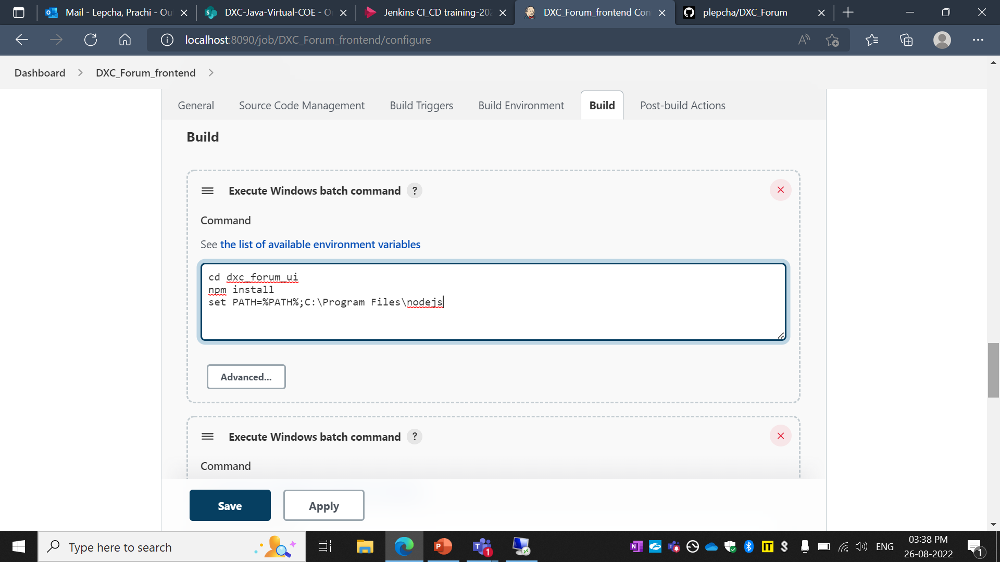 Mail - Lepcha, Prachi - Ou
DXC-Java-Virtual-COE - O
Jenkins CI_CD training-202
DXC_Forum_frontend Con
plepcha/DXC_Forum
localhost:8090/job/DXC_Forum_frontend/configure
Dashboard
DXC_Forum_frontend
General
Source Code Management
Build Triggers
Build Environment
Build
Post-build Actions
Build
Execute Windows batch command ?
Command
See the list of available environment variables
cd dxc_forum_ui
npm install
set PATH=%PATH%;C:\Program Files\nodejs
Advanced...
Execute Windows batch command ?
Command
Save
Apply
Type here to search
ENG
03:38 PM
26-08-2022
1